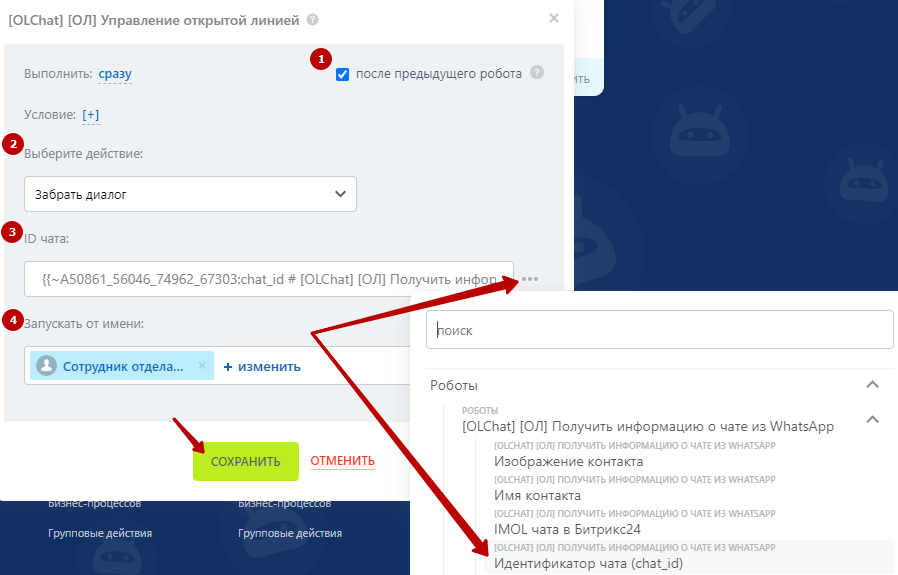 [OLChat] [ОЛ] Управление открытой линией ?
1
Выполнить: сразу
после предыдущего робота ?
ить
Условие: [+]
2
Выберите действие:
Забрать диалог
3
ID чата:
{{~A50861_56046_74962_67303:chat_id # [OLChat] [ОЛ] Получить инфор
4
Запускать от имени:
Сотрудник отдела...
+ изменить
СОХРАНИТЬ
ОТМЕНИТЬ
поиск
Роботы
РОБОТЫ
[OLChat] [ОЛ] Получить информацию о чате из WhatsApp
[OLCHAT] [ОЛ] ПОЛУЧИТЬ ИНФОРМАЦИЮ О ЧАТЕ ИЗ WHATSAPP
Изображение контакта
[OLCHAT] [ОЛ] ПОЛУЧИТЬ ИНФОРМАЦИЮ О ЧАТЕ ИЗ WHATSAPP
Имя контакта
[OLCHAT] [ОЛ] ПОЛУЧИТЬ ИНФОРМАЦИЮ О ЧАТЕ ИЗ WHATSAPP
IMOL чата в Битрикс24
[OLCHAT] [ОЛ] ПОЛУЧИТЬ ИНФОРМАЦИЮ О ЧАТЕ ИЗ WHATSAPP
Идентификатор чата (chat_id)
Бизнес-процессов
Бизнес-процессов
Групповые действия
Групповые действия